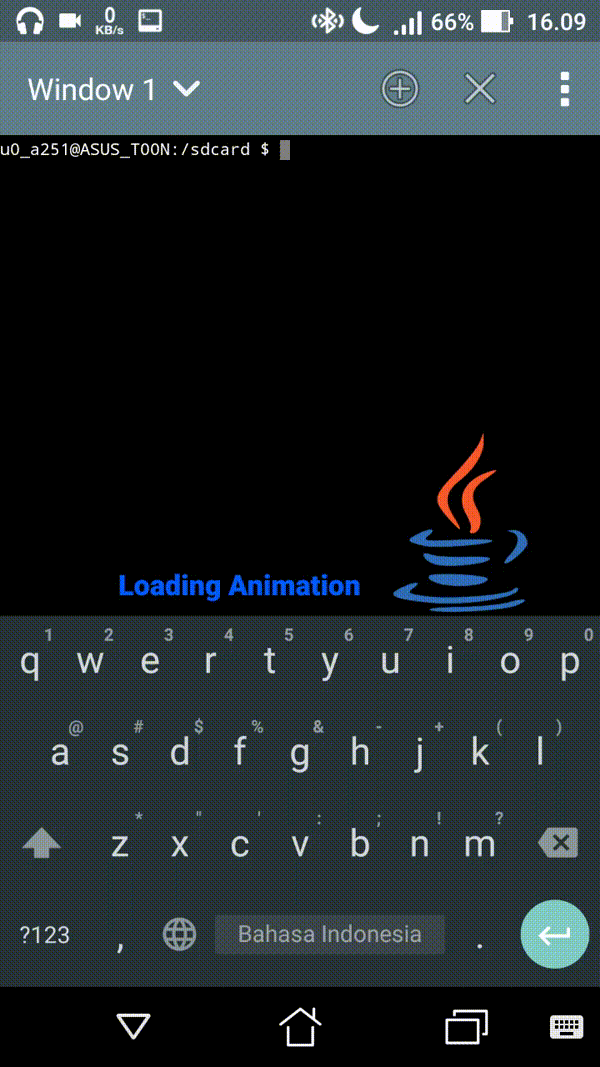 0
KB/s
66%
16.09
Window 1
u0_a251@ASUS_T00N:/sdcard $
Loading Animation
1 2 3 4 5 6 7 8 9 0
q w e r t y u i o p
@ # $ % & - + ( )
a s d f g h j k l
* " ' : ; ! ?
z x c v b n m
?123 , Bahasa Indonesia .